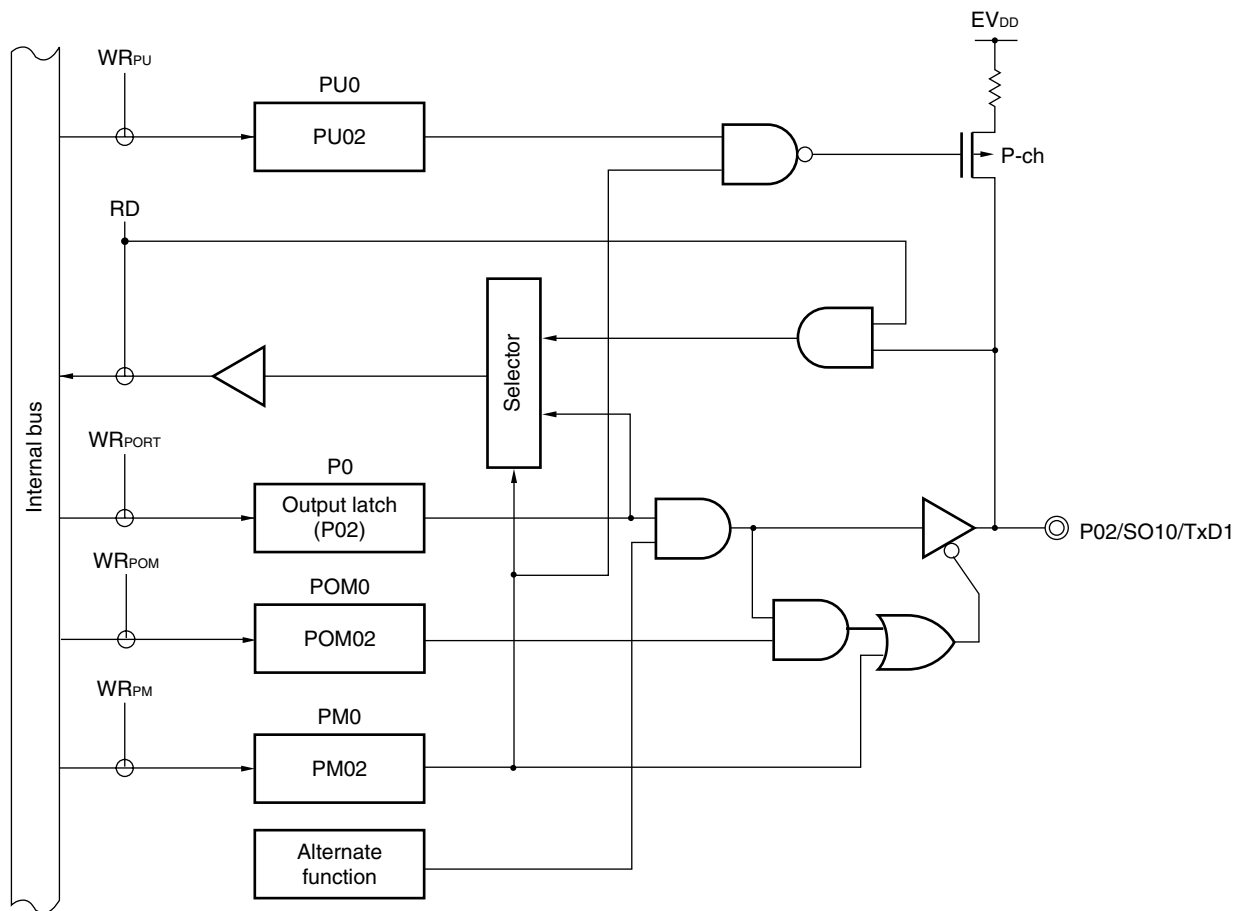 EVDD
WRPU
PU0
PU02
P-ch
RD
Selector
Internal bus
WRPORT
P0
Output latch
(P02)
P02/SO10/TxD1
WRPOM
POM0
POM02
WRPM
PM0
PM02
Alternate
function